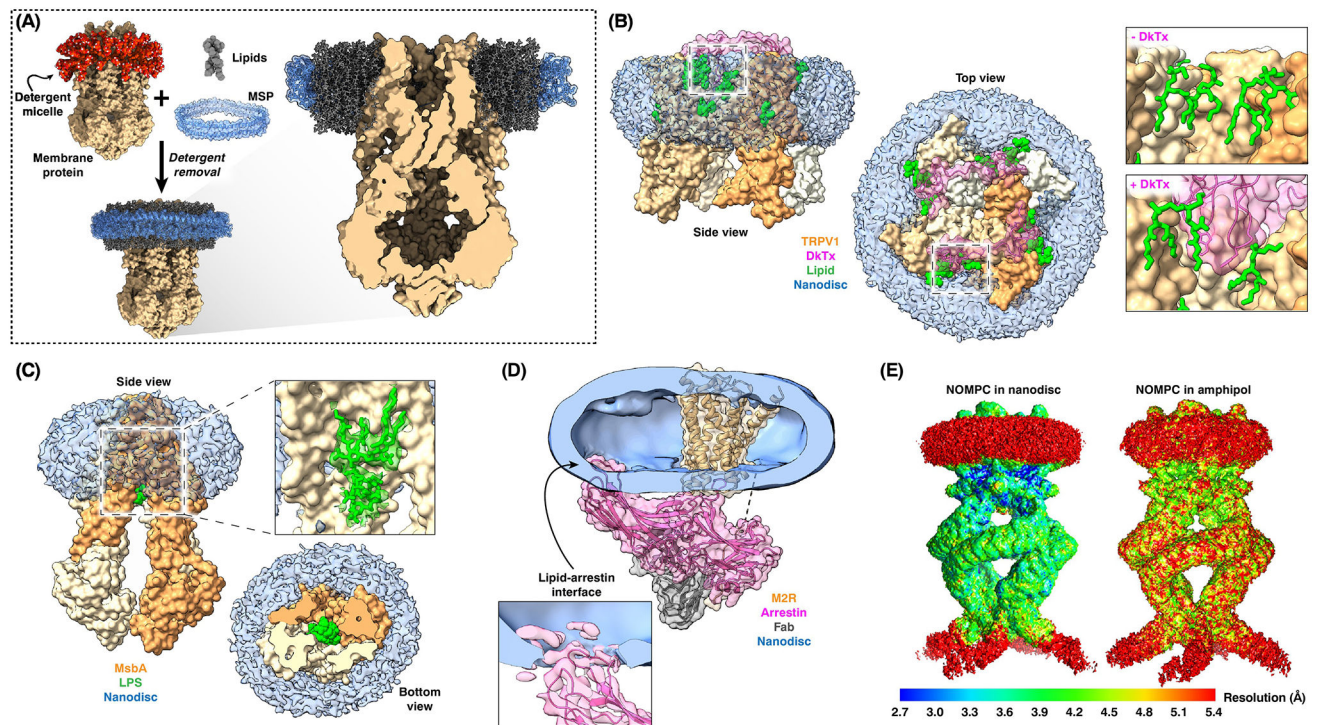 (A)
Lipids
Detergent
micelle
+
MSP
Membrane
protein
Detergent
removal
(B)
Side view
TRPV1
DkTx
Lipid
Nanodisc
Top view
- DkTx
+ DkTx
(C)
Side view
MsbA
LPS
Nanodisc
Bottom
view
(D)
Lipid-arrestin
interface
M2R
Arrestin
Fab
Nanodisc
(E)
NOMPC in nanodisc
NOMPC in amphipol
Resolution (Å)
2.7 3.0 3.3 3.6 3.9 4.2 4.5 4.8 5.1 5.4